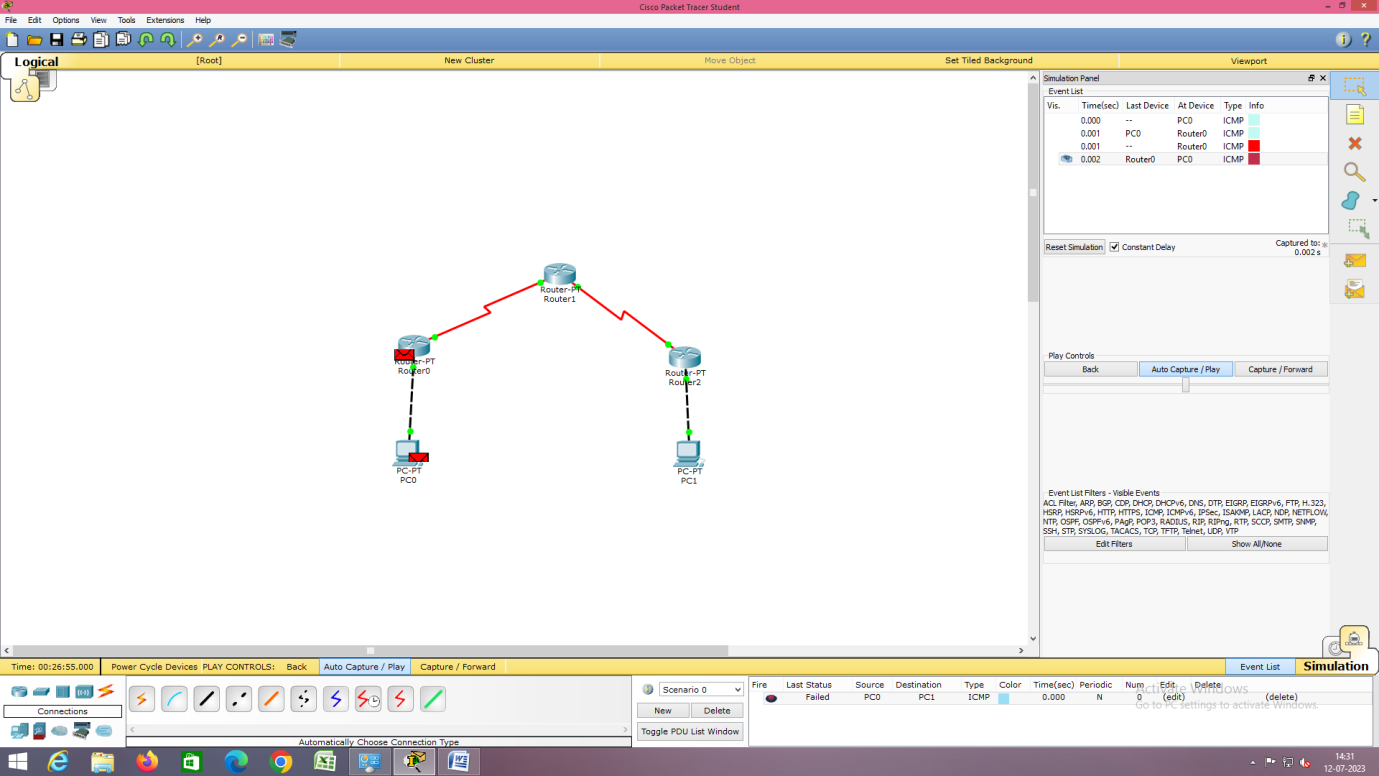 Cisco Packet Tracer Student
File Edit Options View Tools Extensions Help
Logical [Root] New Cluster Move Object Set Tiled Background Viewport
Simulation Panel
Event List
Vis. Time(sec) Last Device At Device Type Info
0.000 -- PC0 ICMP
0.001 PC0 Router0 ICMP
0.001 -- Router0 ICMP
0.002 Router0 PC0 ICMP
Reset Simulation Constant Delay Captured to: *
0.002 s
Router-PT
Router1
Router-PT
Router0
Router-PT
Router2
PC-PT
PC0
PC-PT
PC1
Play Controls
Back Auto Capture / Play Capture / Forward
Event List Filters - Visible Events
ACL Filter, ARP, BGP, CDP, DHCP, DHCPv6, DNS, DTP, EIGRP, EIGRPv6, FTP, H.323,
HSRP, HSRPv6, HTTP, HTTPS, ICMP, ICMPv6, IPSec, ISAKMP, LACP, NDP, NETFLOW,
NTP, OSPF, OSPFv6, PAgP, POP3, RADIUS, RIP, RIPng, RTP, SCCP, SMTP, SNMP,
SSH, STP, SYSLOG, TACACS, TCP, TFTP, Telnet, UDP, VTP
Edit Filters Show All/None
Time: 00:26:55.000 Power Cycle Devices PLAY CONTROLS: Back Auto Capture / Play Capture / Forward Event List Simulation
Connections
Automatically Choose Connection Type
Scenario 0
New Delete
Toggle PDU List Window
Fire Last Status Source Destination Type Color Time(sec) Periodic Num Edit Delete
Failed PC0 PC1 ICMP 0.000 N 0 (edit) (delete)
Activate Windows
Go to PC settings to activate Windows.
14:31
12-07-2023